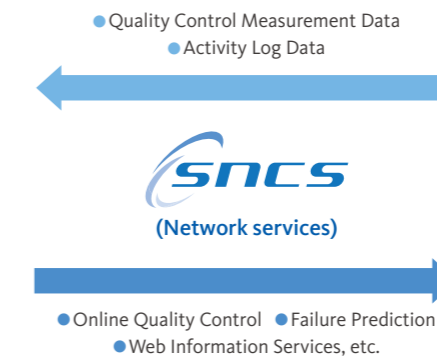 ● Quality Control Measurement Data
● Activity Log Data
sncs
(Network services)
● Online Quality Control ● Failure Prediction
● Web Information Services, etc.